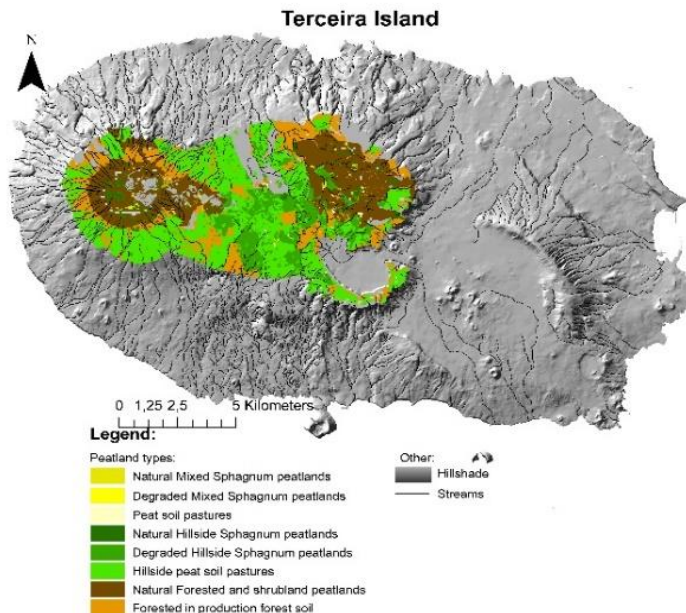 Terceira Island
N
0 1,25 2,5 5 Kilometers
Legend:
Peatland types:
Natural Mixed Sphagnum peatlands
Degraded Mixed Sphagnum peatlands
Peat soil pastures
Natural Hillside Sphagnum peatlands
Degraded Hillside Sphagnum peatlands
Hillside peat soil pastures
Natural Forested and shrubland peatlands
Forested in production forest soil
Other:
Hillshade
Streams